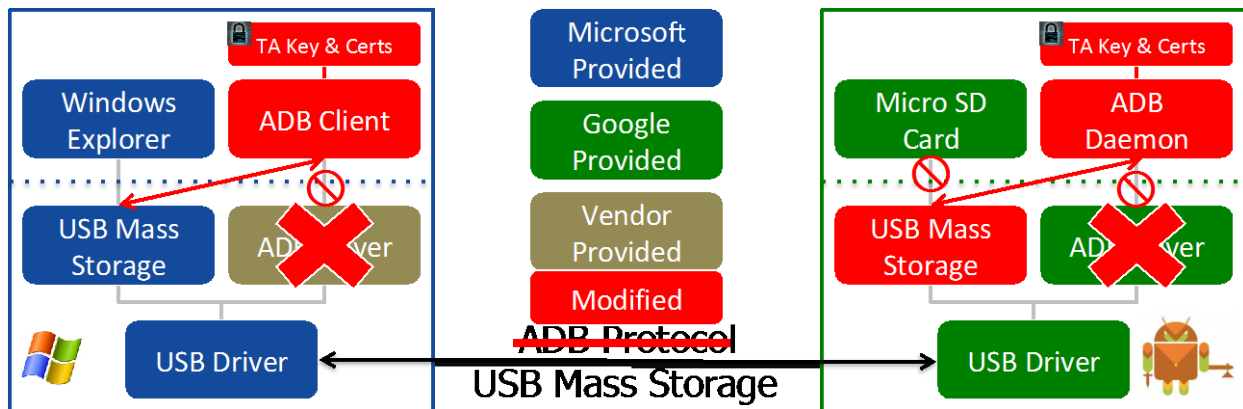 TA Key & Certs
Windows
Explorer
ADB Client
USB Mass
Storage
USB Driver
Microsoft
Provided
Google
Provided
Vendor
Provided
Modified
ADB Protocol
USB Mass Storage
TA Key & Certs
Micro SD
Card
ADB
Daemon
USB Mass
Storage
USB Driver